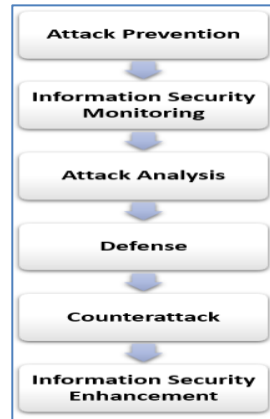 Attack Prevention
Information Security
Monitoring
Attack Analysis
Defense
Counterattack
Information Security
Enhancement